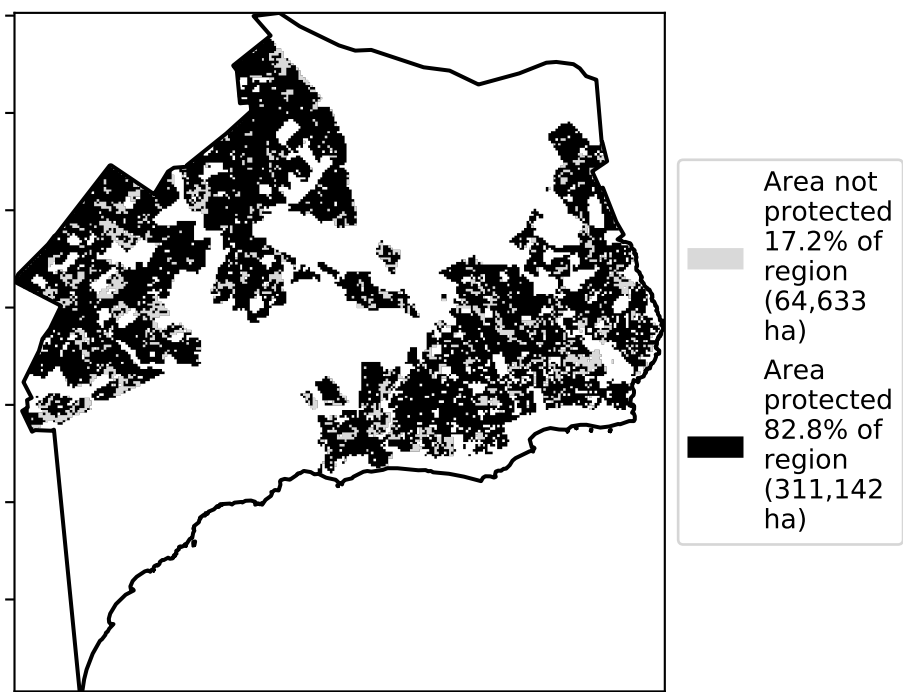 Area not
protected
17.2% of
region
(64,633
ha)
Area
protected
82.8% of
region
(311,142
ha)